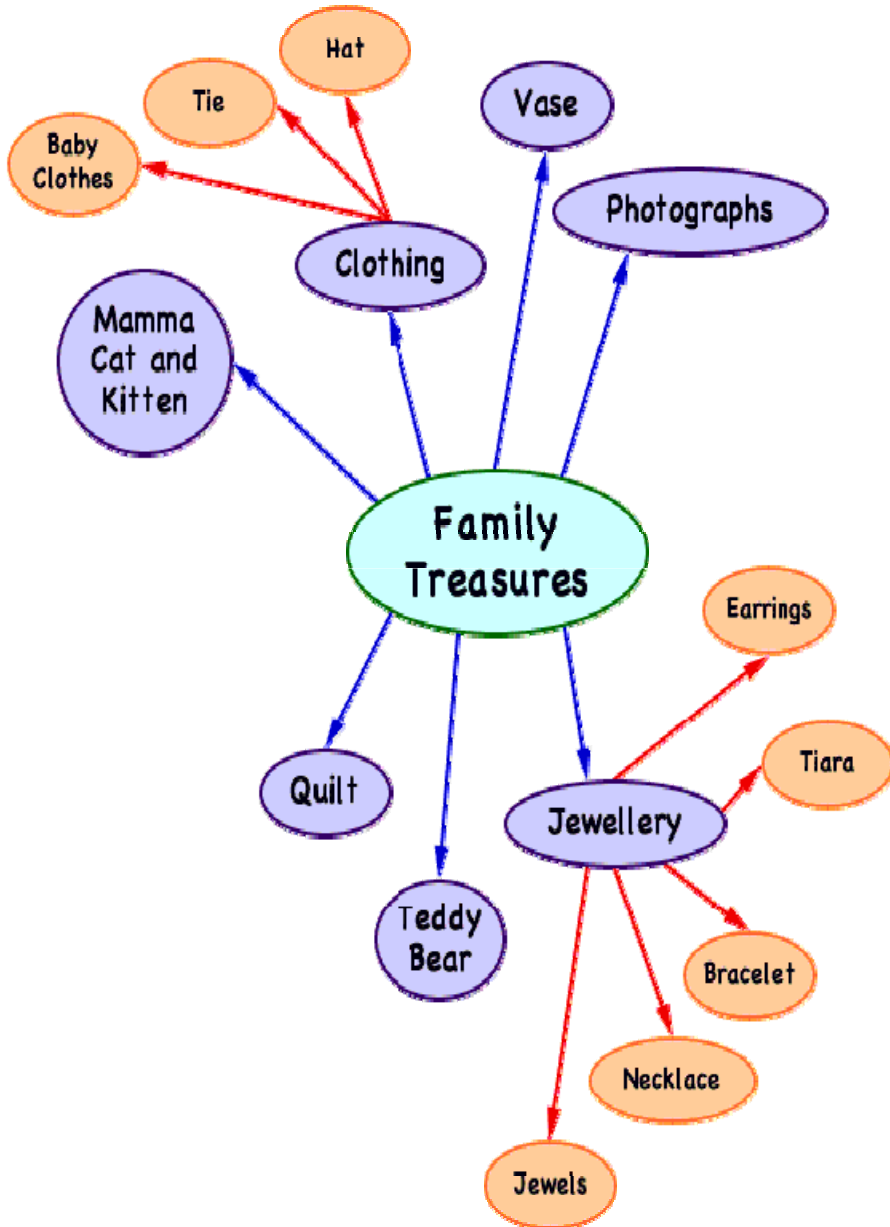 Hat
Tie
Vase
Baby
Clothes
Photographs
Clothing
Mamma
Cat and
Kitten
Family
Treasures
Earrings
Tiara
Quilt
Jewellery
Teddy
Bear
Bracelet
Necklace
Jewels